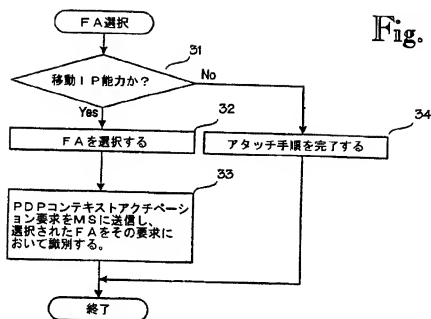 FA選択
Fig.
31
移動IP能力か?
No
Yes
32
34
FAを選択する
アタッチ手順を完了する
33
PDPコンテキストアクチベーシ
ョン要求をMSに送信し、
選択されたFAをその要求に
おいて識別する。
終了